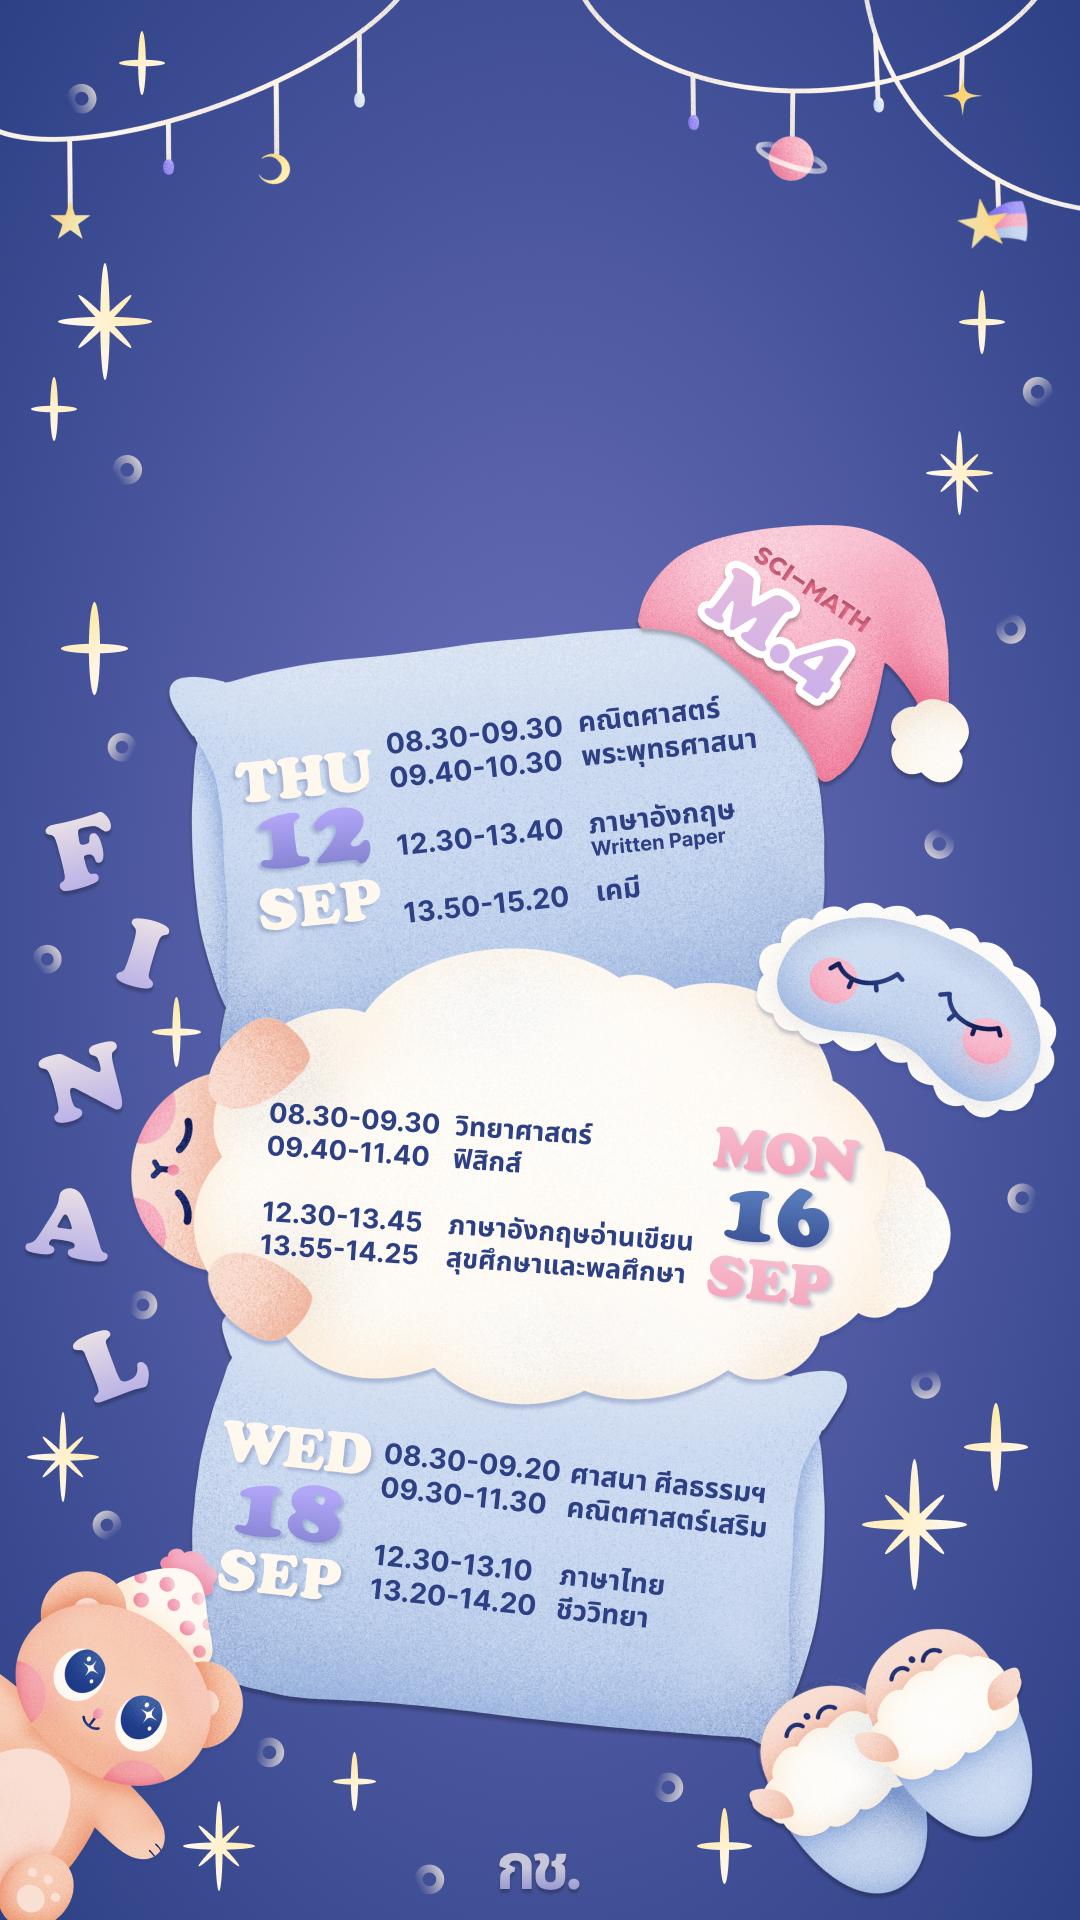 SCI-MATH
M.4
THU
12
SEP
08.30-09.30 คณิตศาสตร์
09.40-10.30 พระพุทธศาสนา
12.30-13.40 ภาษาอังกฤษ
Written Paper
13.50-15.20 เคมี
FINAL
08.30-09.30 วิทยาศาสตร์
09.40-11.40 ฟิสิกส์
12.30-13.45 ภาษาอังกฤษอ่านเขียน
13.55-14.25 สุขศึกษาและพลศึกษา
MON
16
SEP
WED
18
SEP
08.30-09.20 ศาสนา ศีลธรรมฯ
09.30-11.30 คณิตศาสตร์เสริม
12.30-13.10 ภาษาไทย
13.20-14.20 ชีววิทยา
กช.